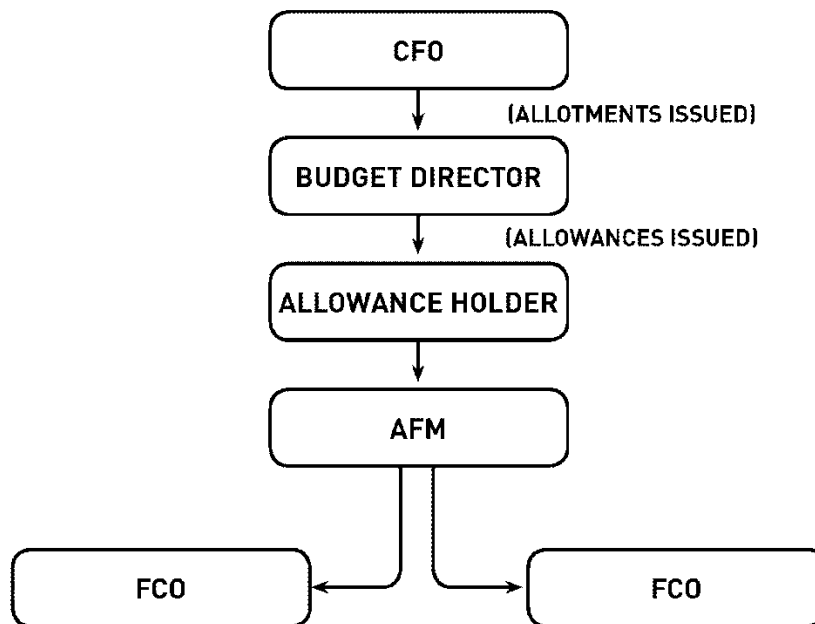 CFO
(ALLOTMENTS ISSUED)
BUDGET DIRECTOR
(ALLOWANCES ISSUED)
ALLOWANCE HOLDER
AFM
FCO
FCO